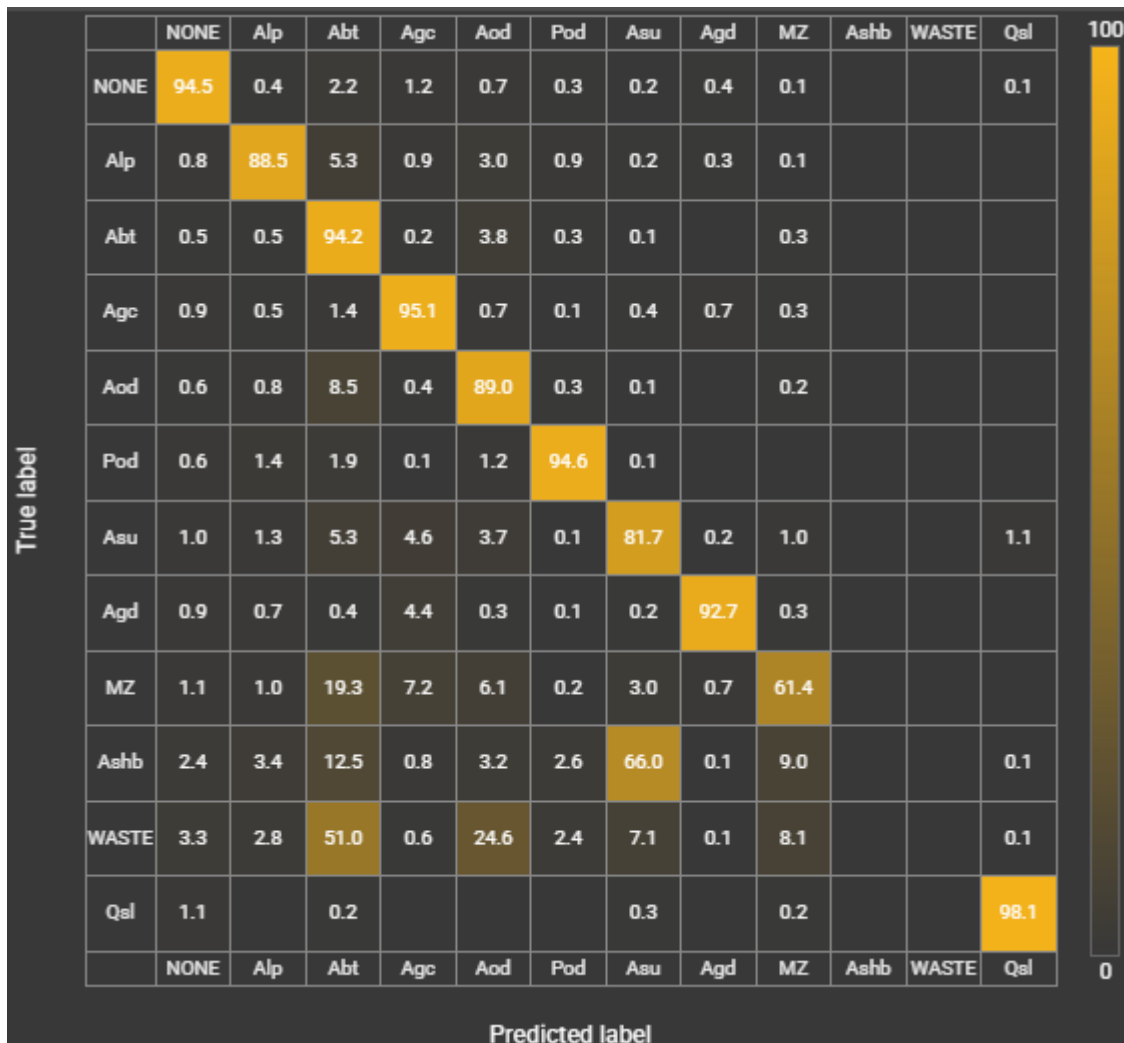 NONE Alp Abt Agc Aod Pod Asu Agd MZ Ashb WASTE Qsl 100
NONE 94.5 0.4 2.2 1.2 0.7 0.3 0.2 0.4 0.1 0.1
Alp 0.8 88.5 5.3 0.9 3.0 0.9 0.2 0.3 0.1
Abt 0.5 0.5 94.2 0.2 3.8 0.3 0.1 0.3
Agc 0.9 0.5 1.4 95.1 0.7 0.1 0.4 0.7 0.3
Aod 0.6 0.8 8.5 0.4 89.0 0.3 0.1 0.2
Pod 0.6 1.4 1.9 0.1 1.2 94.6 0.1
True label
Asu 1.0 1.3 5.3 4.6 3.7 0.1 81.7 0.2 1.0 1.1
Agd 0.9 0.7 0.4 4.4 0.3 0.1 0.2 92.7 0.3
MZ 1.1 1.0 19.3 7.2 6.1 0.2 3.0 0.7 61.4
Ashb 2.4 3.4 12.5 0.8 3.2 2.6 66.0 0.1 9.0 0.1
WASTE 3.3 2.8 51.0 0.6 24.6 2.4 7.1 0.1 8.1 0.1
Qsl 1.1 0.2 0.3 0.2 98.1
NONE Alp Abt Agc Aod Pod Asu Agd MZ Ashb WASTE Qsl 0
Predicted label